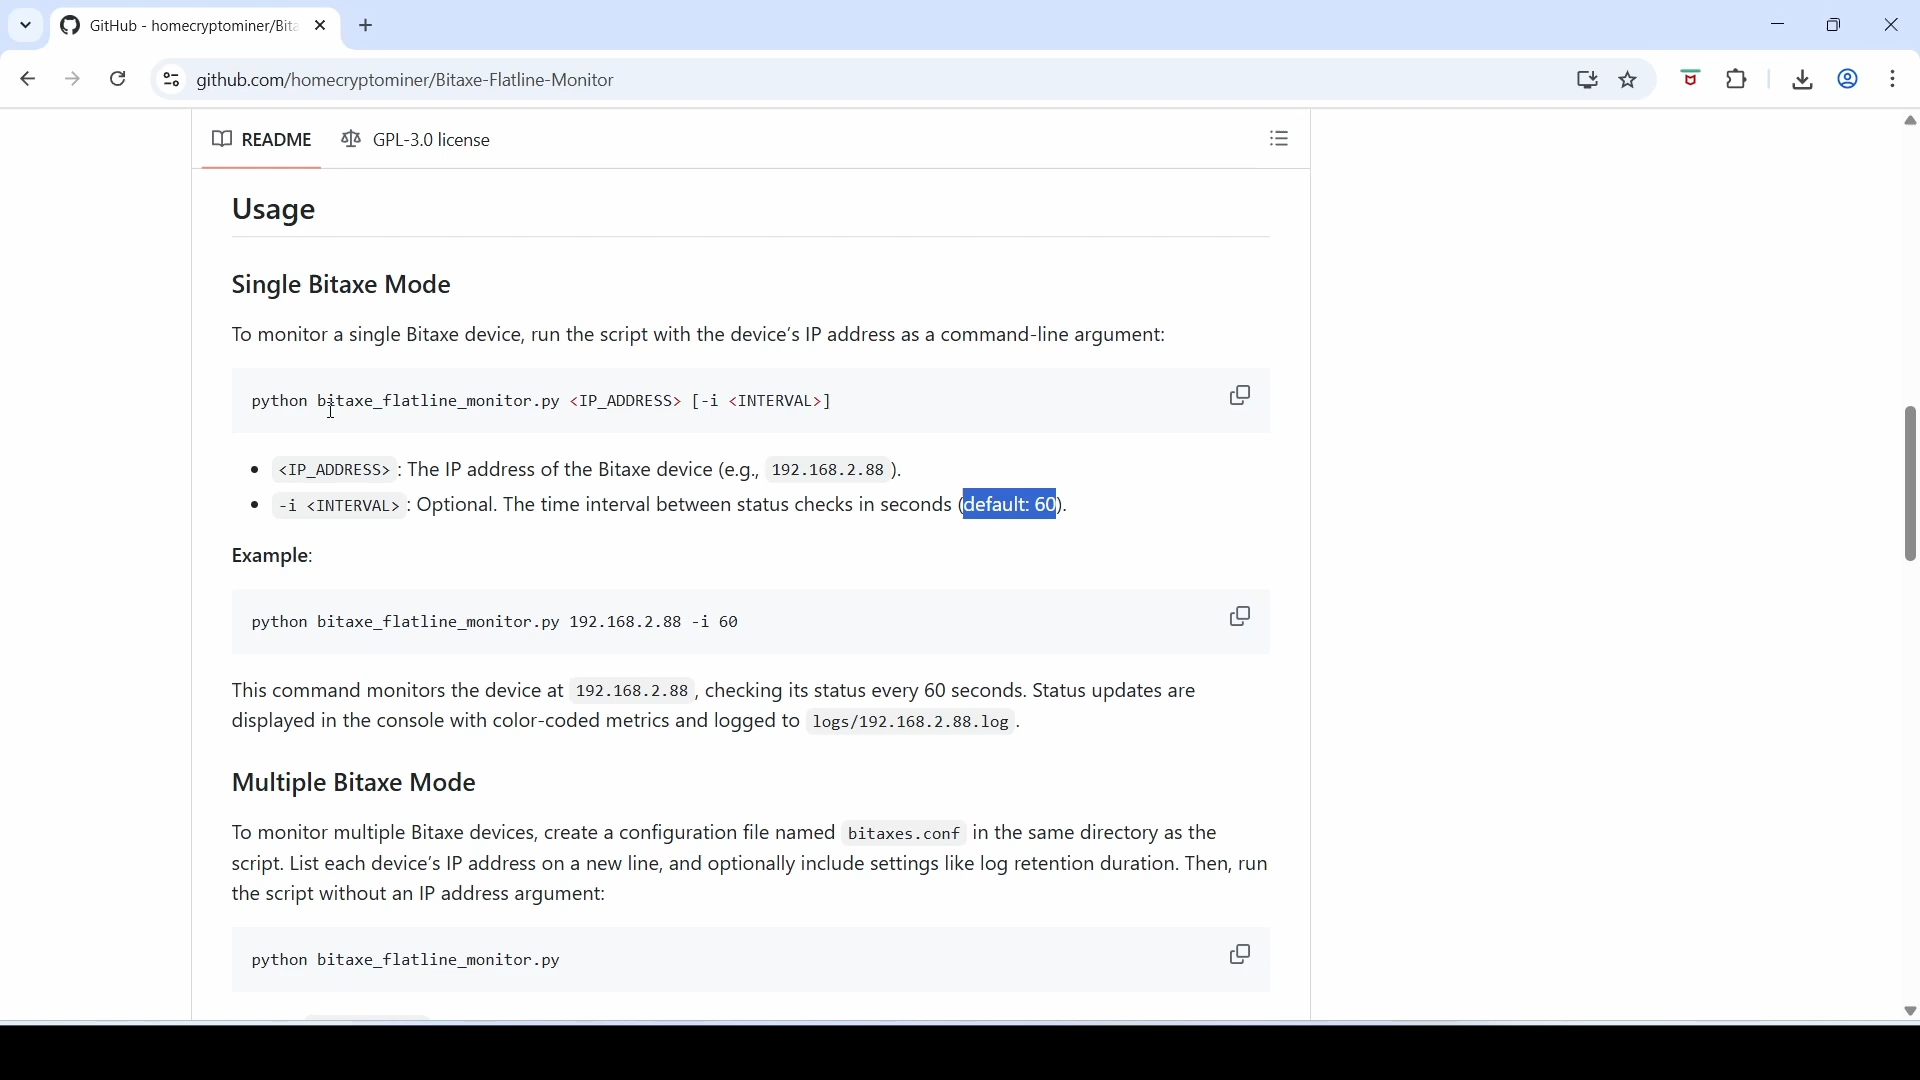 GitHub - homecryptominer/Bita
github.com/homecryptominer/Bitaxe-Flatline-Monitor
README
GPL-3.0 license
Usage
Single Bitaxe Mode
To monitor a single Bitaxe device, run the script with the device's IP address as a command-line argument:
python bitaxe_flatline_monitor.py <IP_ADDRESS> [-i <INTERVAL>]
<IP_ADDRESS> : The IP address of the Bitaxe device (e.g., 192.168.2.88 ).
-i <INTERVAL> : Optional. The time interval between status checks in seconds (default: 60).
Example:
python bitaxe_flatline_monitor.py 192.168.2.88 -i 60
This command monitors the device at 192.168.2.88 , checking its status every 60 seconds. Status updates are
displayed in the console with color-coded metrics and logged to logs/192.168.2.88.log .
Multiple Bitaxe Mode
To monitor multiple Bitaxe devices, create a configuration file named bitaxes.conf in the same directory as the
script. List each device's IP address on a new line, and optionally include settings like log retention duration. Then, run
the script without an IP address argument:
python bitaxe_flatline_monitor.py